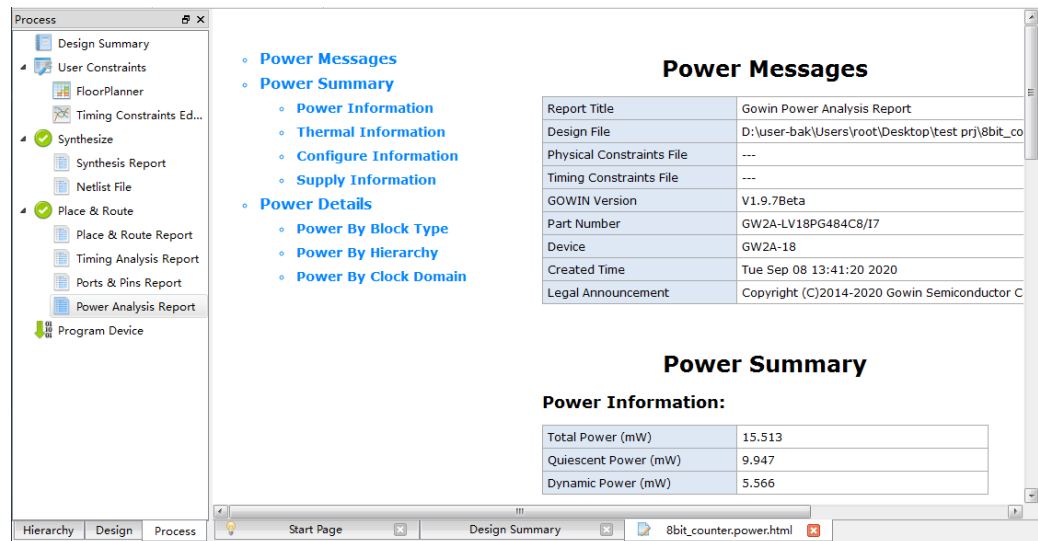 Process
Design Summary
User Constraints
FloorPlanner
Timing Constraints Ed...
Synthesize
Synthesis Report
Netlist File
Place & Route
Place & Route Report
Timing Analysis Report
Ports & Pins Report
Power Analysis Report
Program Device
Hierarchy Design Process
Power Messages
Power Summary
Power Information
Thermal Information
Configure Information
Supply Information
Power Details
Power By Block Type
Power By Hierarchy
Power By Clock Domain
Power Messages
Report Title Gowin Power Analysis Report
Design File D:\user-bak\Users\root\Desktop\test prj\8bit_co
Physical Constraints File ---
Timing Constraints File ---
GOWIN Version V1.9.7Beta
Part Number GW2A-LV18PG484C8/I7
Device GW2A-18
Created Time Tue Sep 08 13:41:20 2020
Legal Announcement Copyright (C)2014-2020 Gowin Semiconductor C
Power Summary
Power Information:
Total Power (mW) 15.513
Quiescent Power (mW) 9.947
Dynamic Power (mW) 5.566
Start Page Design Summary 8bit_counter.power.html